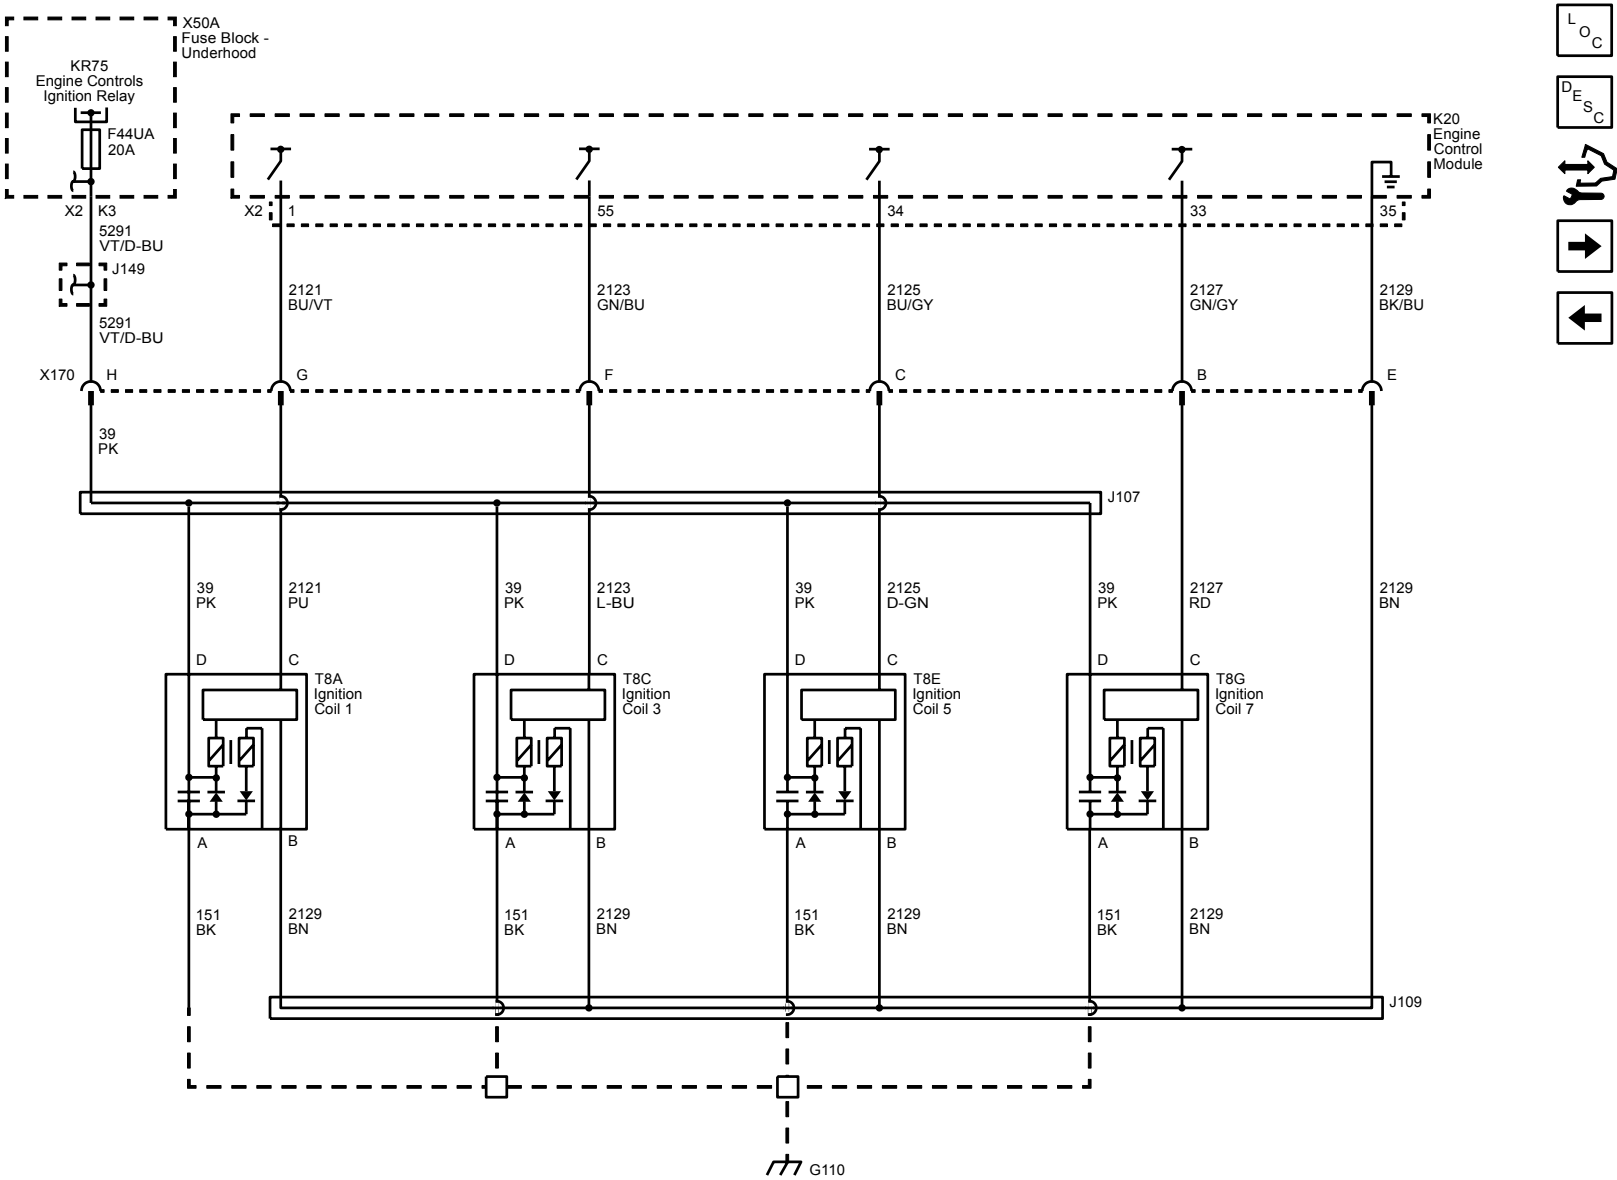 X50A
Fuse Block -
Underhood
KR75
Engine Controls
Ignition Relay
F44UA
20A
X2 K3
5291
VT/D-BU
J149
5291
VT/D-BU
K20
Engine
Control
Module
X2 1 55 34 33 35
2121
BU/VT
2123
GN/BU
2125
BU/GY
2127
GN/GY
2129
BK/BU
X170 H G F C B E
39
PK
J107
39
PK
2121
PU
39
PK
2123
L-BU
39
PK
2125
D-GN
39
PK
2127
RD
2129
BN
D C D C D C D C
T8A
Ignition
Coil 1
T8C
Ignition
Coil 3
T8E
Ignition
Coil 5
T8G
Ignition
Coil 7
A B A B A B A B
151
BK
2129
BN
151
BK
2129
BN
151
BK
2129
BN
151
BK
2129
BN
J109
G110
LOC
DESC